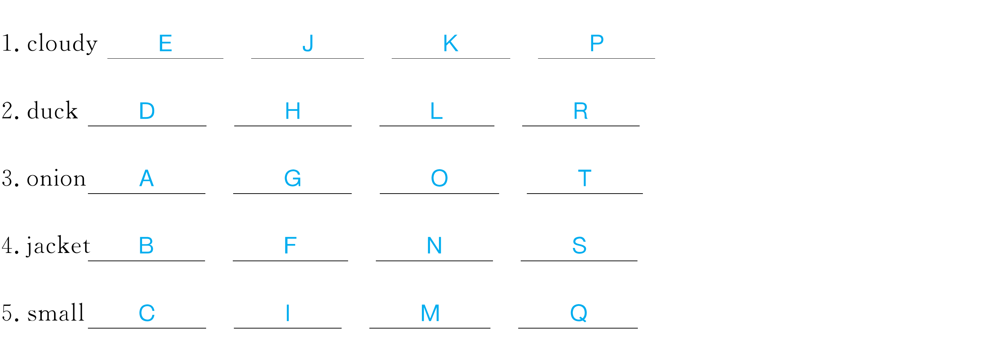 1. cloudy E J K P
2. duck D H L R
3. onion A G O T
4. jacket B F N S
5. small C I M Q